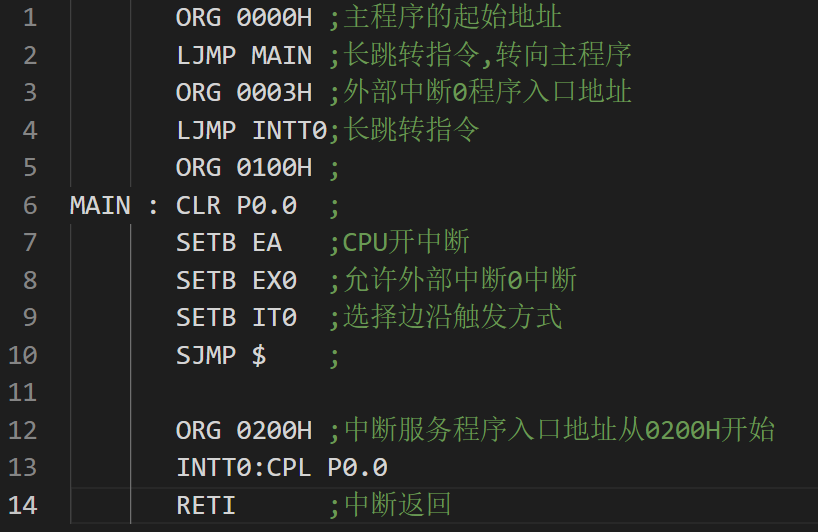 1 ORG 0000H ;主程序的起始地址
2 LJMP MAIN ;长跳转指令,转向主程序
3 ORG 0003H ;外部中断0程序入口地址
4 LJMP INTT0;长跳转指令
5 ORG 0100H ;
6 MAIN : CLR P0.0 ;
7 SETB EA ;CPU开中断
8 SETB EX0 ;允许外部中断0中断
9 SETB IT0 ;选择边沿触发方式
10 SJMP $ ;
11
12 ORG 0200H ;中断服务程序入口地址从0200H开始
13 INTT0:CPL P0.0
14 RETI ;中断返回